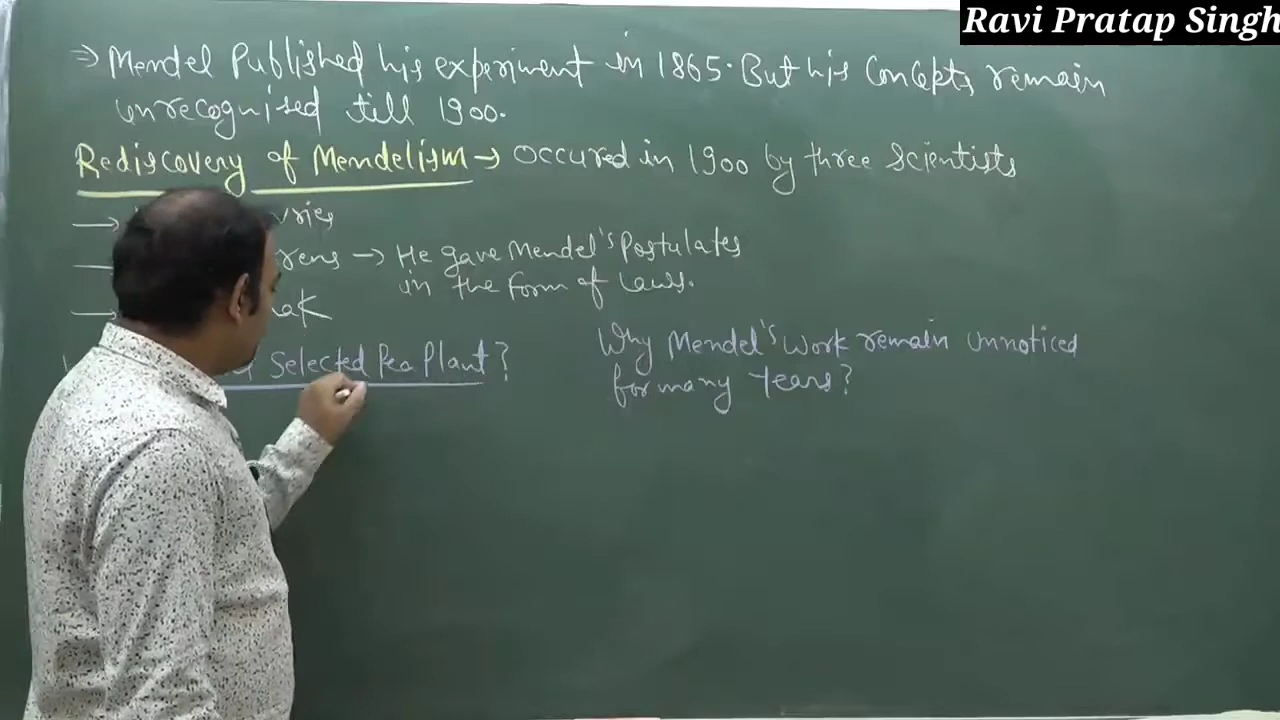 Ravi Pratap Singh
⇒ Mendel Published his experiment in 1865. But his Concepts remain
unrecognised till 1900.
Rediscovery of Mendelism → Occured in 1900 by three Scientists
→ vries
→ rens → He gave Mendel's Postulates
in the form of Laws.
→ ak
Selected Pea Plant?
Why Mendel's work remain unnoticed
for many Years?